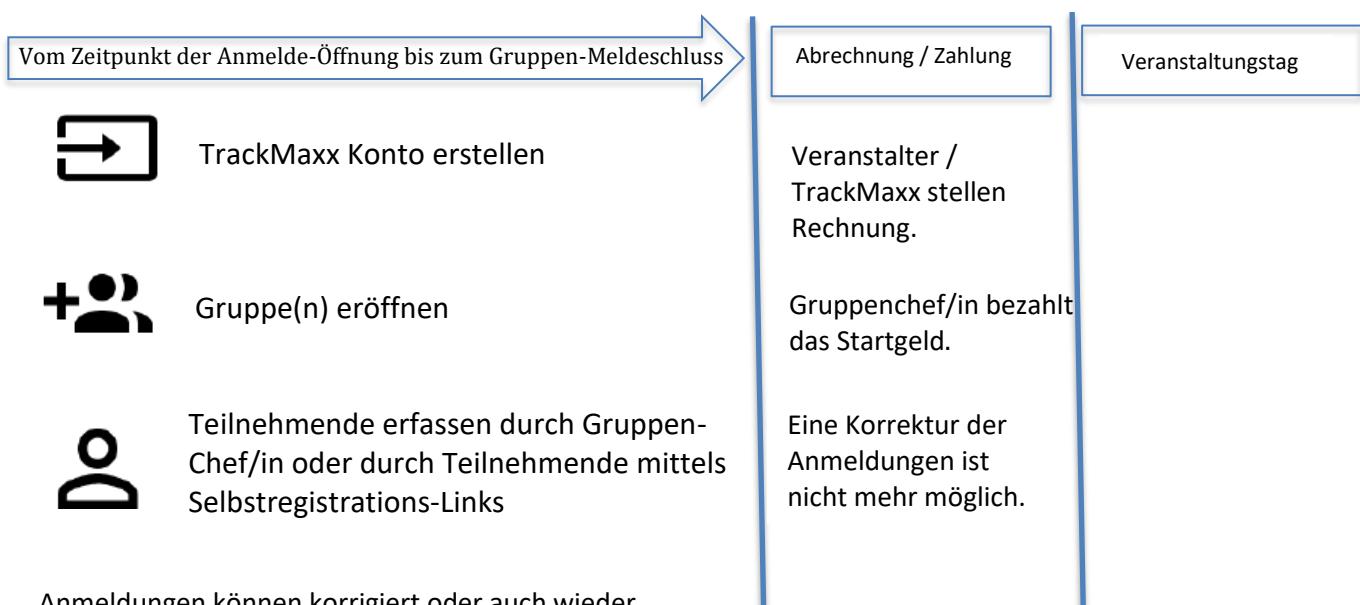 Vom Zeitpunkt der Anmelde-Öffnung bis zum Gruppen-Meldeschluss
Abrechnung / Zahlung
Veranstaltungstag
TrackMaxx Konto erstellen
Gruppe(n) eröffnen
Teilnehmende erfassen durch Gruppen-
Chef/in oder durch Teilnehmende mittels
Selbstregistrations-Links
Anmeldungen können korrigiert oder auch wieder
Veranstalter /
TrackMaxx stellen
Rechnung.
Gruppenchef/in bezahlt
das Startgeld.
Eine Korrektur der
Anmeldungen ist
nicht mehr möglich.